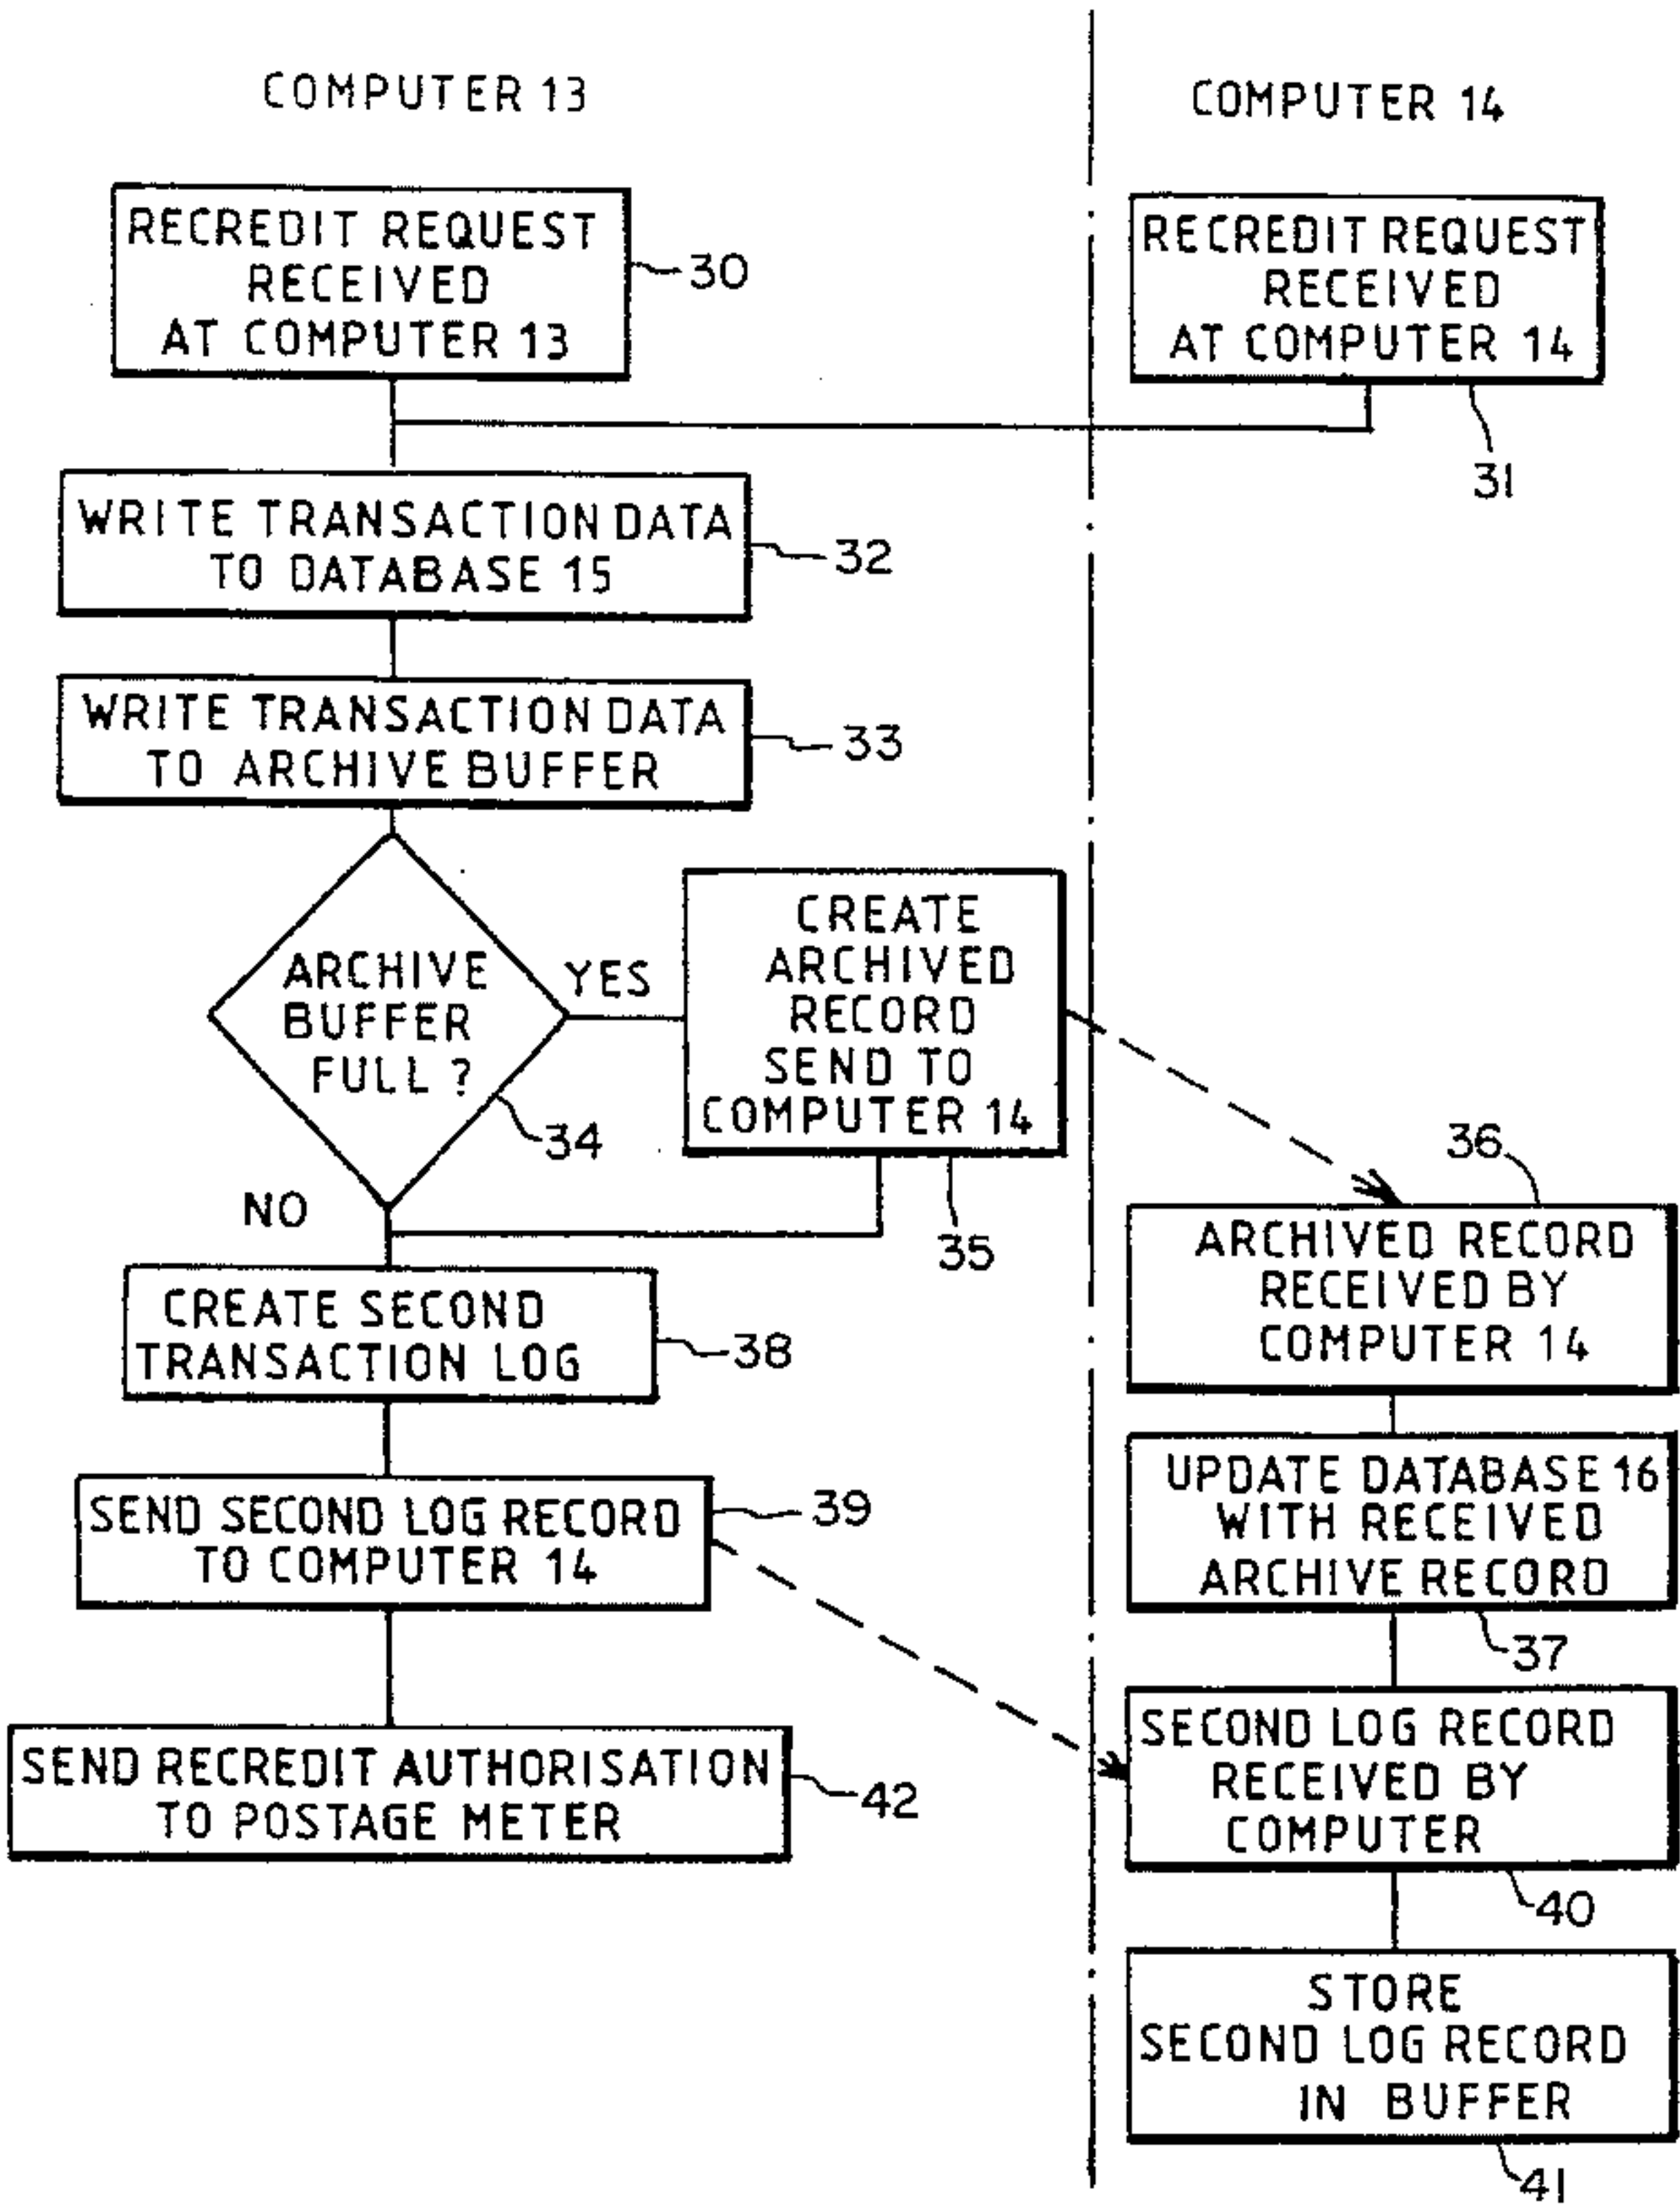 COMPUTER 13
COMPUTER 14
RECREDIT REQUEST
RECEIVED
AT COMPUTER 13
30
RECREDIT REQUEST
RECEIVED
AT COMPUTER 14
31
WRITE TRANSACTION DATA
TO DATABASE 15
32
WRITE TRANSACTION DATA
TO ARCHIVE BUFFER
33
ARCHIVE
BUFFER
FULL ?
34
YES
NO
CREATE
ARCHIVED
RECORD
SEND TO
COMPUTER 14
35
36
ARCHIVED RECORD
RECEIVED BY
COMPUTER 14
CREATE SECOND
TRANSACTION LOG
38
UPDATE DATABASE 16
WITH RECEIVED
ARCHIVE RECORD
37
SEND SECOND LOG RECORD
TO COMPUTER 14
39
SECOND LOG RECORD
RECEIVED BY
COMPUTER
40
SEND RECREDIT AUTHORISATION
TO POSTAGE METER
42
STORE
SECOND LOG RECORD
IN BUFFER
41